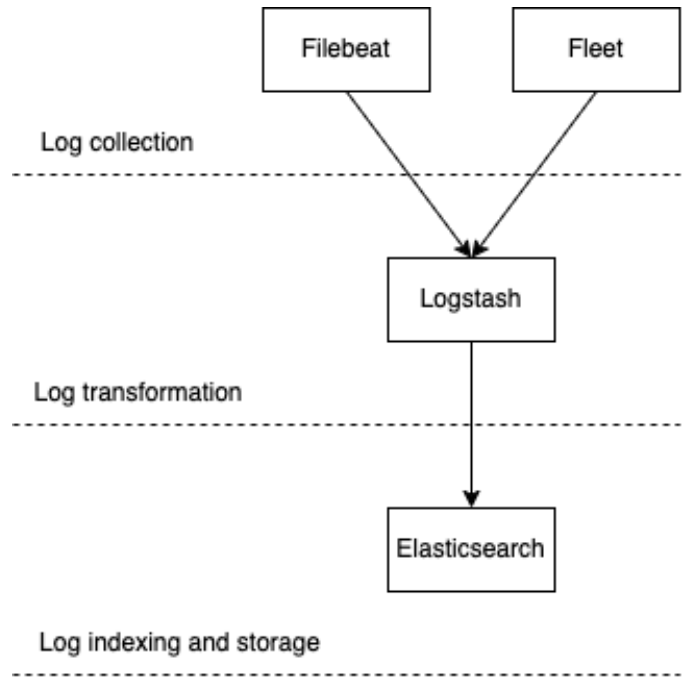 Filebeat
Fleet
Log collection
Logstash
Log transformation
Elasticsearch
Log indexing and storage